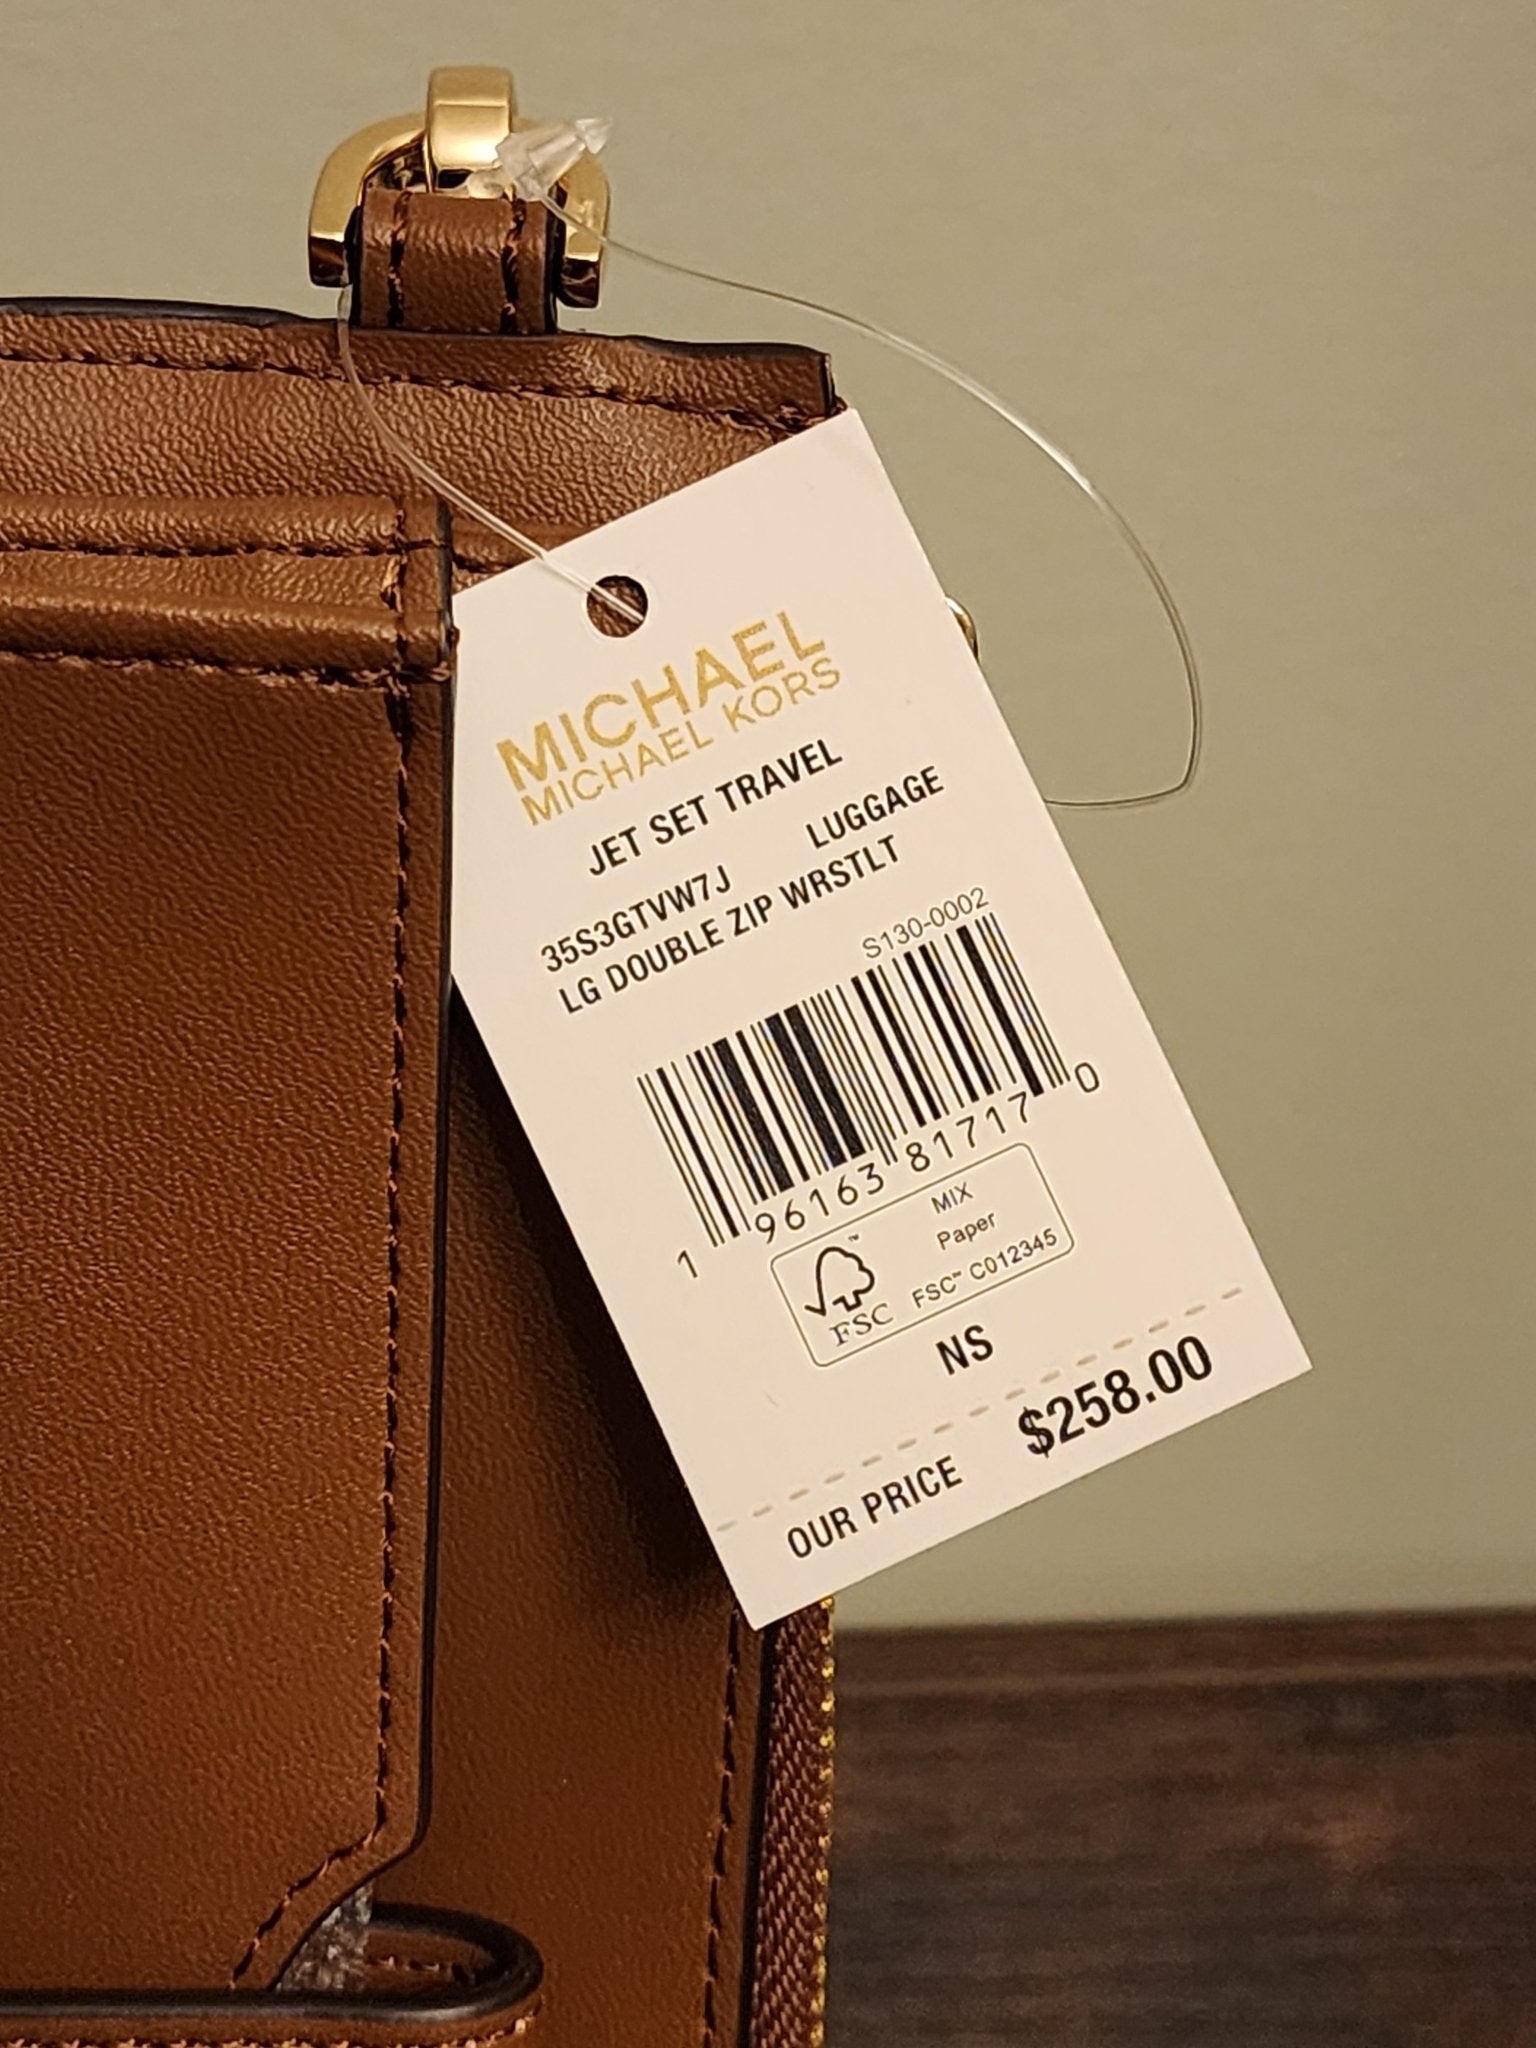 MICHAEL
MICHAEL KORS
JET SET TRAVEL
35S3GTVW7J LUGGAGE
LG DOUBLE ZIP WRSTLT
S130-0002
1 96163 81717 0
FSC
MIX
Paper
FSC™ C012345
NS
OUR PRICE $258.00